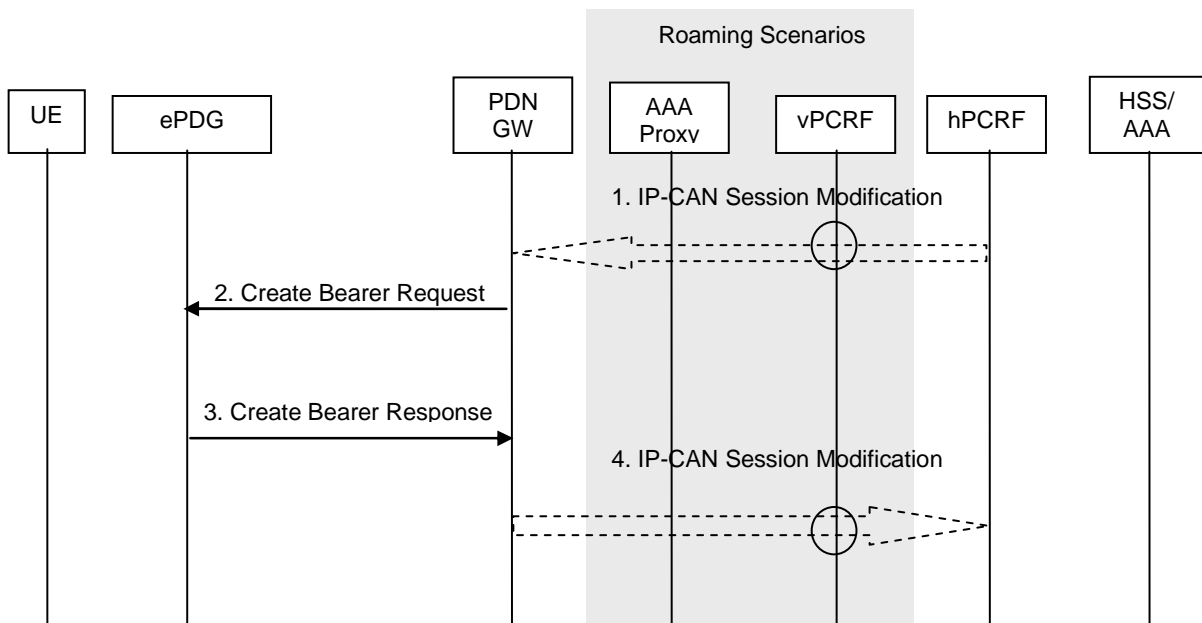 Roaming Scenarios
UE
ePDG
PDN
GW
AAA
Proxy
vPCRF
hPCRF
HSS/
AAA
1. IP-CAN Session Modification
2. Create Bearer Request
3. Create Bearer Response
4. IP-CAN Session Modification